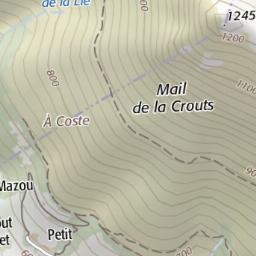 de la Lie
1245
1200
1100
800
Mail
de la Crouts
À Coste
Mazou
Petit